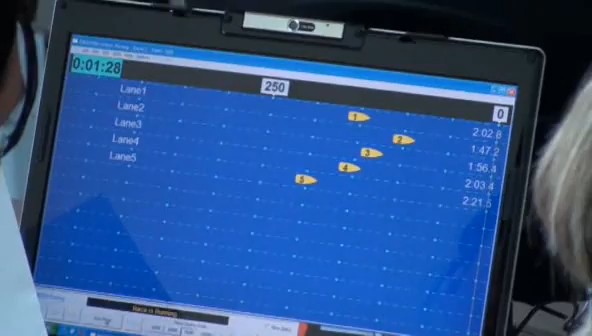 0:01:28
250
0
Lane1
Lane2
Lane3
Lane4
Lane5
1
2
3
4
5
2:02.8
1:47.2
1:56.4
2:03.4
2:21.5
Race is Running